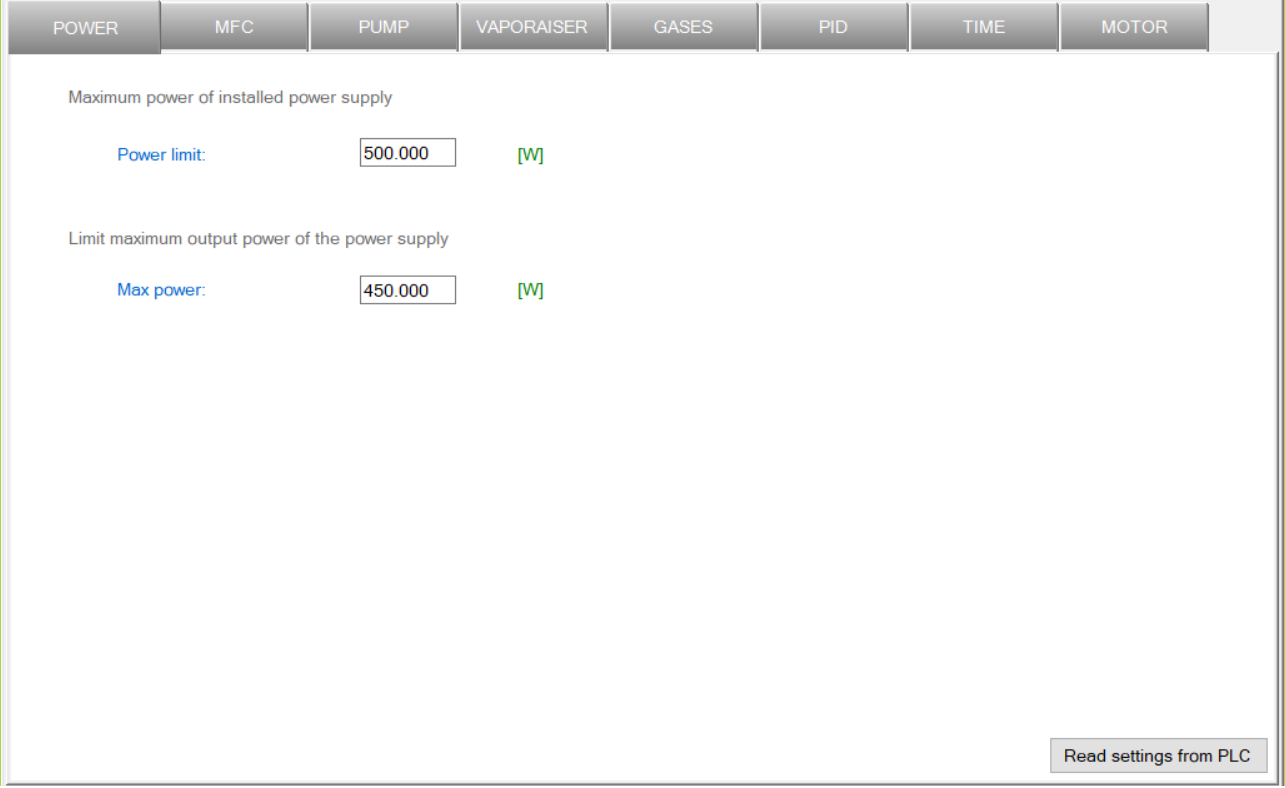 POWER MFC PUMP VAPORAISER GASES PID TIME MOTOR
Maximum power of installed power supply
Power limit: 500.000 [W]
Limit maximum output power of the power supply
Max power: 450.000 [W]
Read settings from PLC